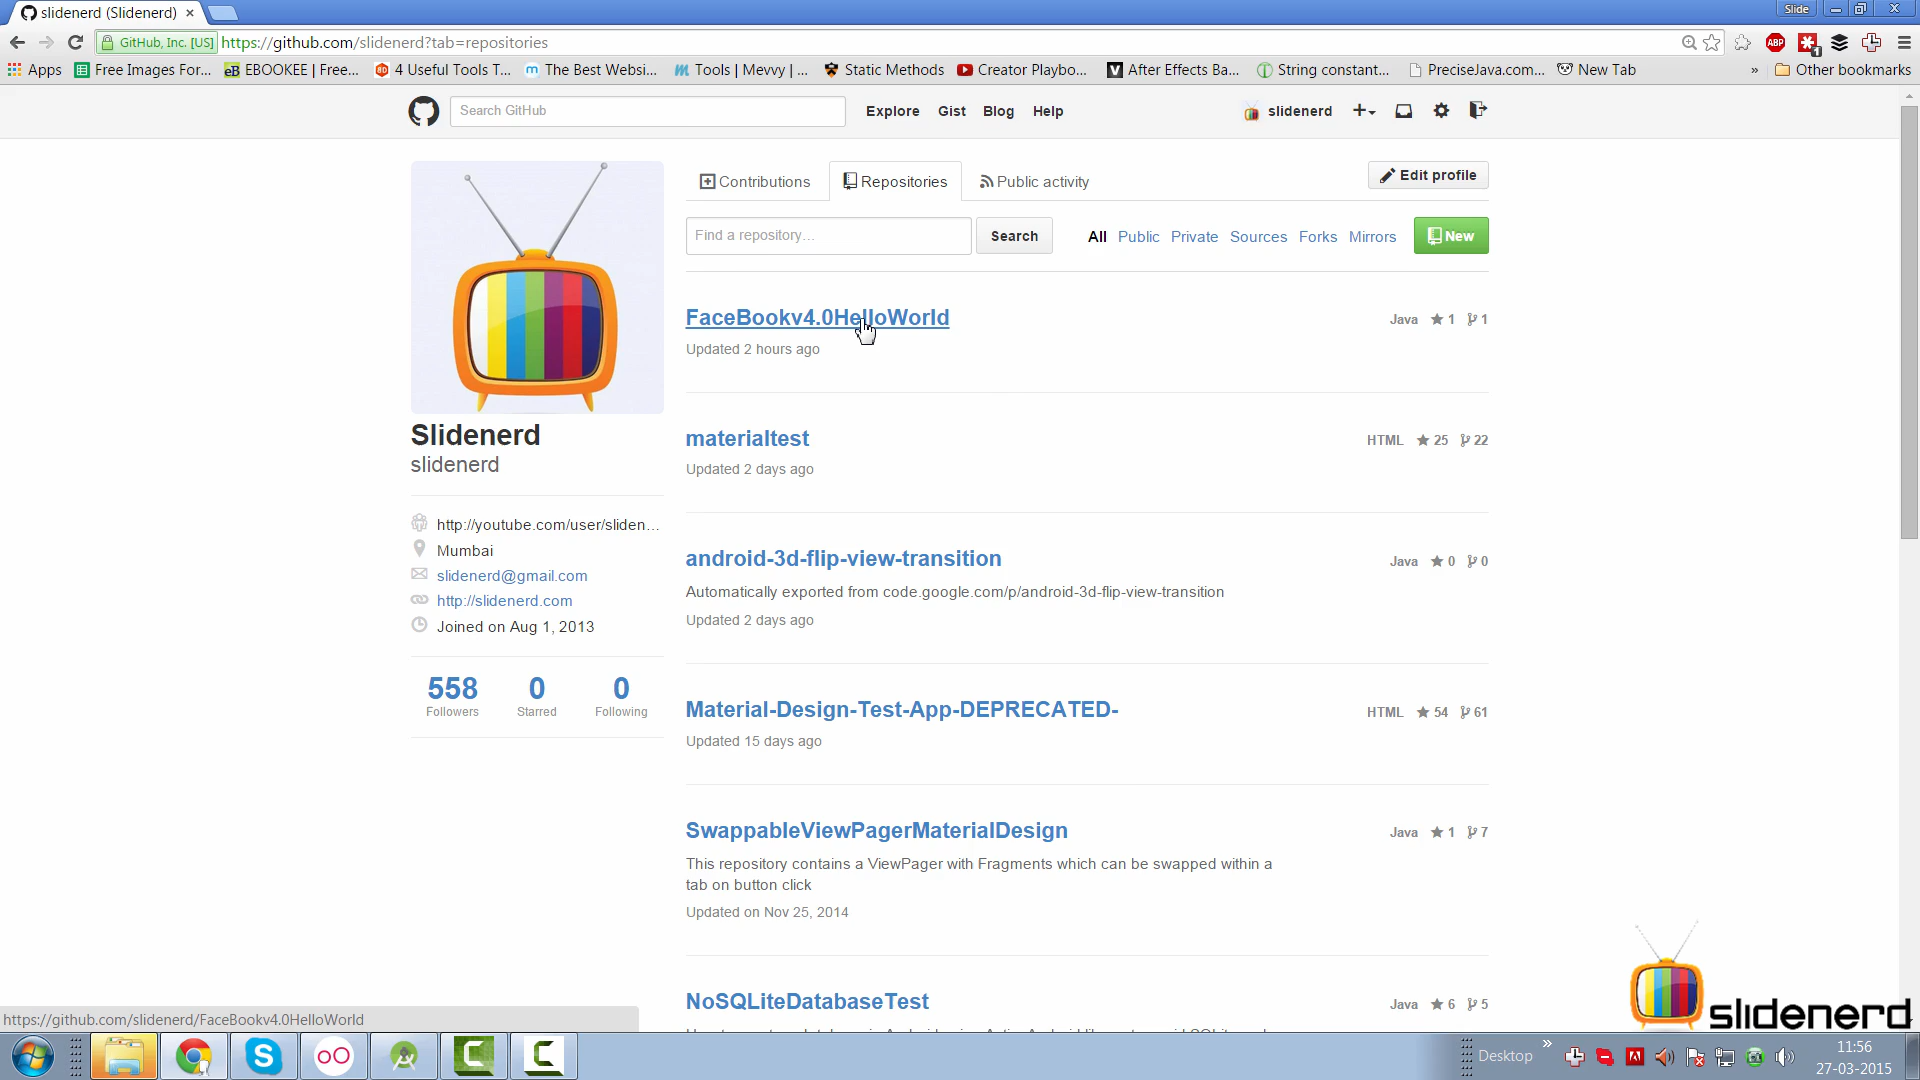 slidenerd (Slidenerd)
Slide
GitHub, Inc. [US] https://github.com/slidenerd?tab=repositories
Apps Free Images For... EBOOKEE | Free... 4 Useful Tools T... The Best Websi... Tools | Mevvy | ... Static Methods Creator Playbo... After Effects Ba... String constant... PreciseJava.com... New Tab » Other bookmarks
Search GitHub Explore Gist Blog Help slidenerd
Contributions Repositories Public activity Edit profile
Find a repository… Search All Public Private Sources Forks Mirrors New
FaceBookv4.0HelloWorld Java 1 1
Updated 2 hours ago
Slidenerd
slidenerd
http://youtube.com/user/sliden…
Mumbai
slidenerd@gmail.com
http://slidenerd.com
Joined on Aug 1, 2013
558 0 0
Followers Starred Following
materialtest HTML 25 22
Updated 2 days ago
android-3d-flip-view-transition Java 0 0
Automatically exported from code.google.com/p/android-3d-flip-view-transition
Updated 2 days ago
Material-Design-Test-App-DEPRECATED- HTML 54 61
Updated 15 days ago
SwappableViewPagerMaterialDesign Java 1 7
This repository contains a ViewPager with Fragments which can be swapped within a
tab on button click
Updated on Nov 25, 2014
NoSQLiteDatabaseTest Java 6 5
https://github.com/slidenerd/FaceBookv4.0HelloWorld
slidenerd
Desktop »
11:56
27-03-2015